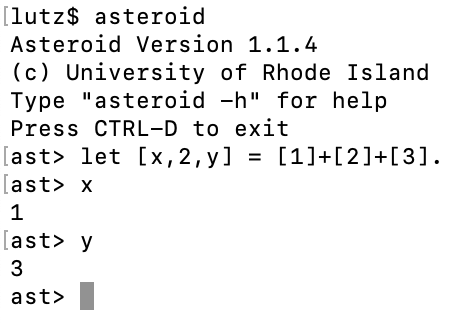 lutz$ asteroid
Asteroid Version 1.1.4
(c) University of Rhode Island
Type "asteroid -h" for help
Press CTRL-D to exit
ast> let [x,2,y] = [1]+[2]+[3].
ast> x
1
ast> y
3
ast>